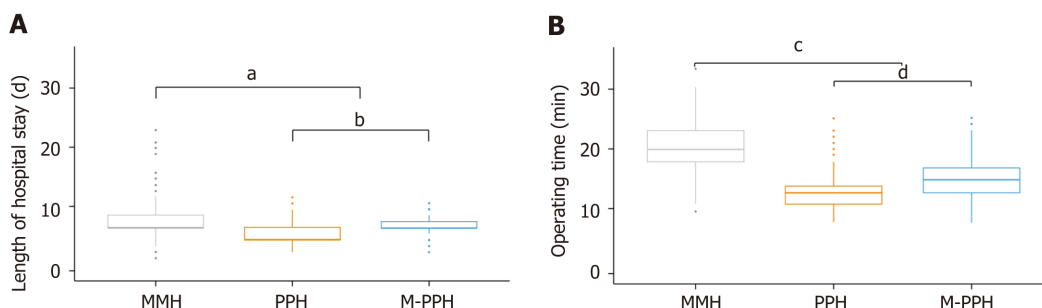 A
Length of hospital stay (d)
30
20
10
0
a
b
MMH
PPH
M-PPH
B
Operating time (min)
30
20
10
0
c
d
MMH
PPH
M-PPH